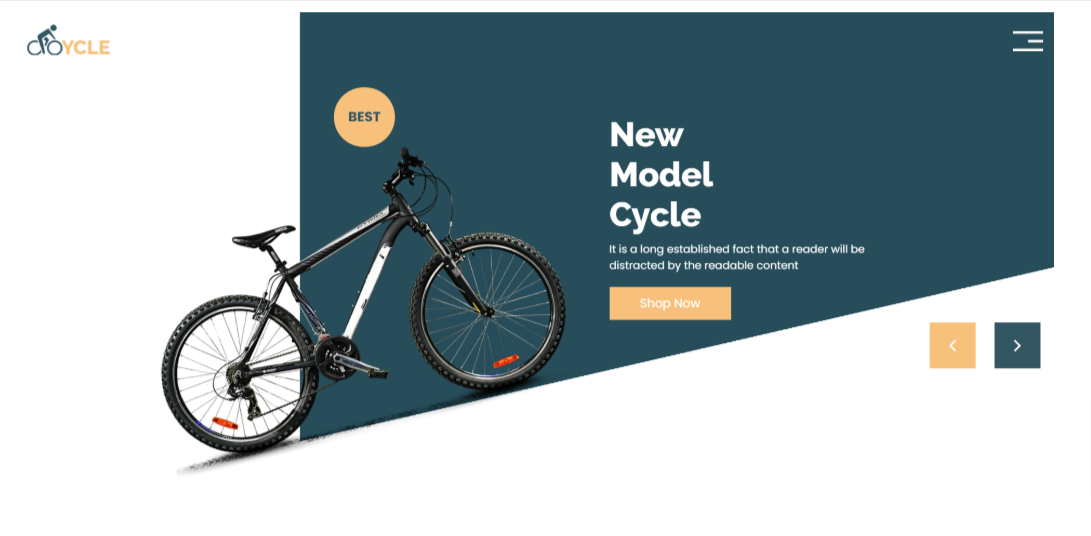 CYCLE
BEST
New
Model
Cycle
It is a long established fact that a reader will be
distracted by the readable content
Shop Now